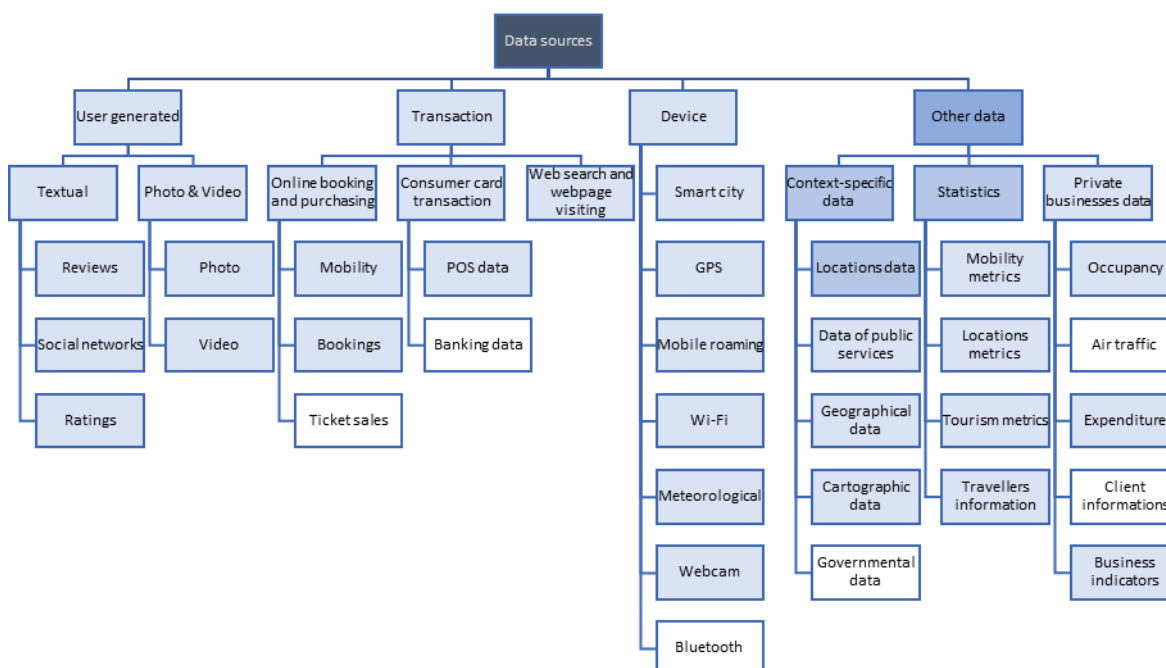 Data sources
User generated
Transaction
Device
Other data
Textual
Photo & Video
Online booking
and purchasing
Consumer card
transaction
Web search and
webpage
visiting
Smart city
Context-specific
data
Statistics
Private
businesses data
Reviews
Photo
Mobility
POS data
GPS
Locations data
Mobility
metrics
Occupancy
Social networks
Video
Bookings
Banking data
Mobile roaming
Data of public
services
Locations
metrics
Air traffic
Ratings
Ticket sales
Wi-Fi
Geographical
data
Tourism metrics
Expenditure
Meteorological
Cartographic
data
Travellers
information
Client
informations
Webcam
Governmental
data
Business
indicators
Bluetooth